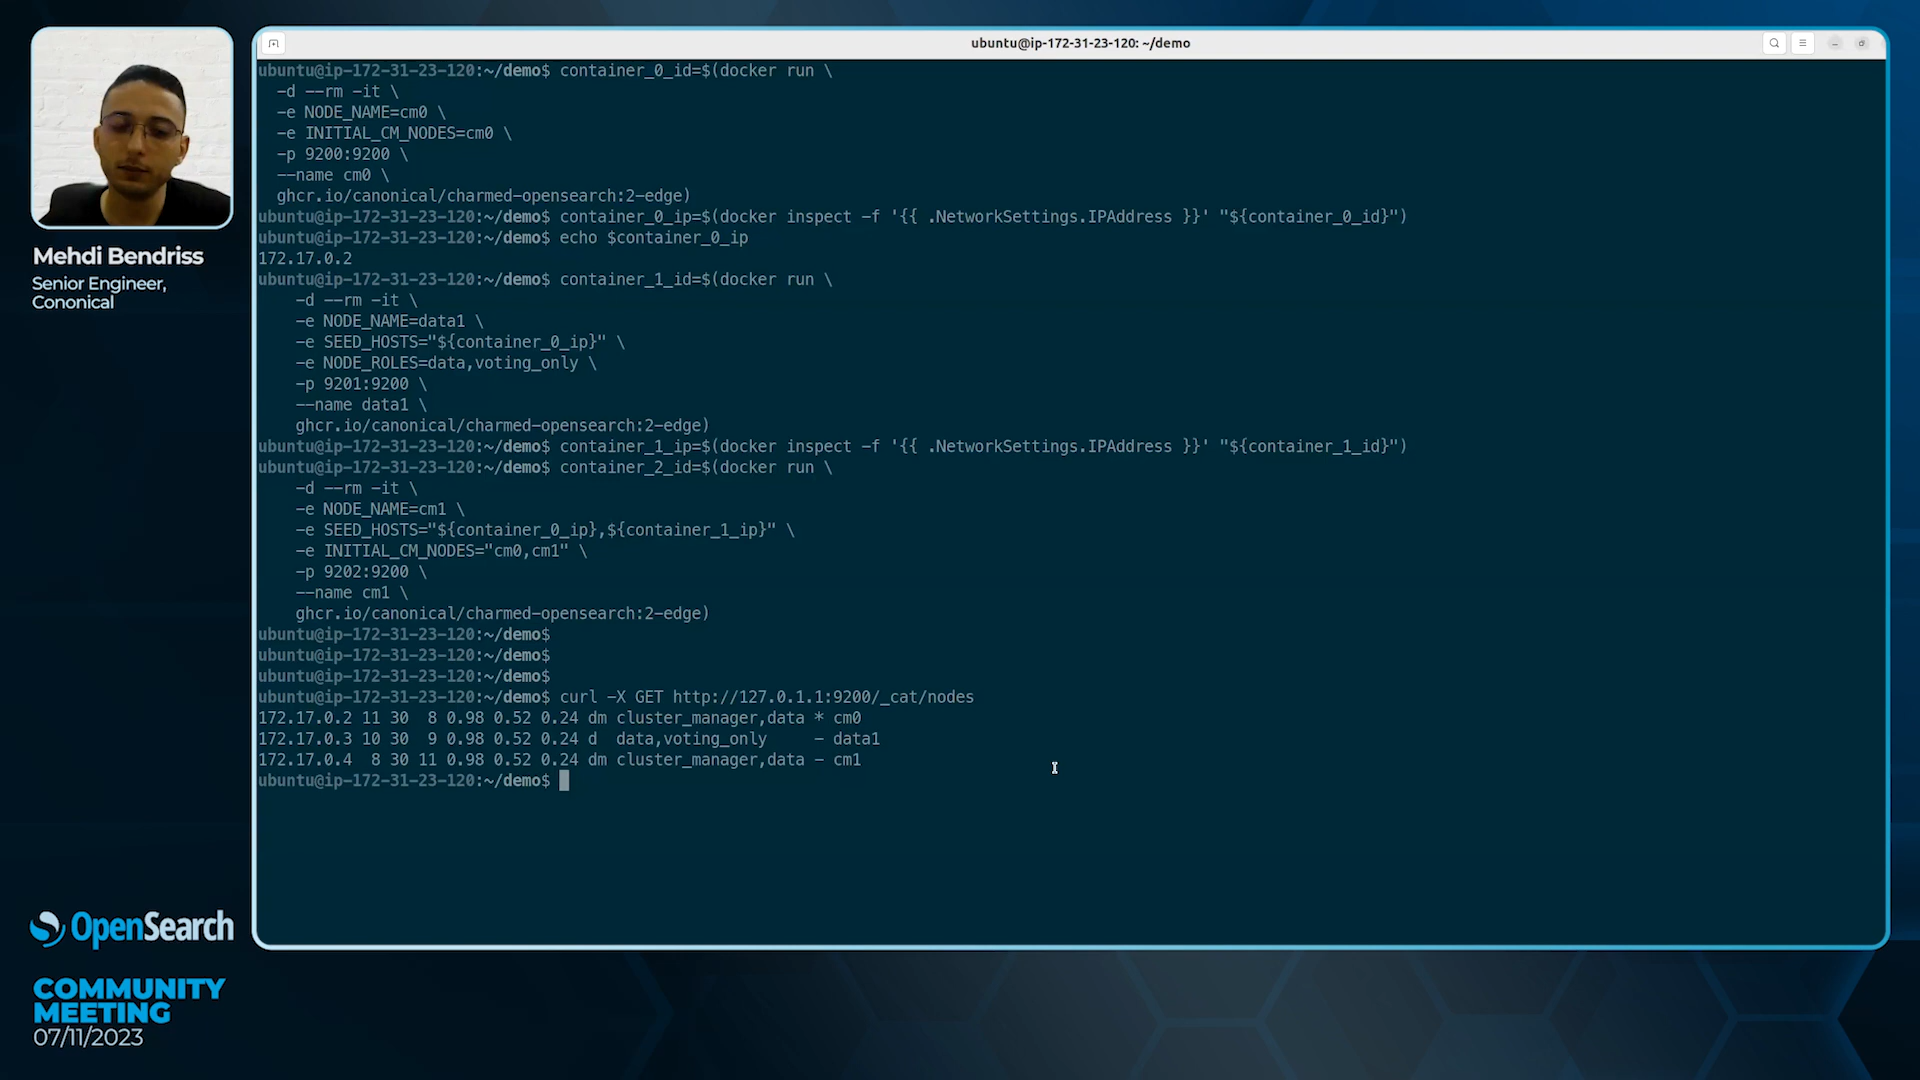 ubuntu@ip-172-31-23-120: ~/demo
ubuntu@ip-172-31-23-120:~/demo$ container_0_id=$(docker run \
-d --rm -it \
-e NODE_NAME=cm0 \
-e INITIAL_CM_NODES=cm0 \
-p 9200:9200 \
--name cm0 \
ghcr.io/canonical/charmed-opensearch:2-edge)
ubuntu@ip-172-31-23-120:~/demo$ container_0_ip=$(docker inspect -f '{{ .NetworkSettings.IPAddress }}' "${container_0_id}")
ubuntu@ip-172-31-23-120:~/demo$ echo $container_0_ip
172.17.0.2
ubuntu@ip-172-31-23-120:~/demo$ container_1_id=$(docker run \
-d --rm -it \
-e NODE_NAME=data1 \
-e SEED_HOSTS="${container_0_ip}" \
-e NODE_ROLES=data,voting_only \
-p 9201:9200 \
--name data1 \
ghcr.io/canonical/charmed-opensearch:2-edge)
ubuntu@ip-172-31-23-120:~/demo$ container_1_ip=$(docker inspect -f '{{ .NetworkSettings.IPAddress }}' "${container_1_id}")
ubuntu@ip-172-31-23-120:~/demo$ container_2_id=$(docker run \
-d --rm -it \
-e NODE_NAME=cm1 \
-e SEED_HOSTS="${container_0_ip},${container_1_ip}" \
-e INITIAL_CM_NODES="cm0,cm1" \
-p 9202:9200 \
--name cm1 \
ghcr.io/canonical/charmed-opensearch:2-edge)
ubuntu@ip-172-31-23-120:~/demo$
ubuntu@ip-172-31-23-120:~/demo$
ubuntu@ip-172-31-23-120:~/demo$
ubuntu@ip-172-31-23-120:~/demo$ curl -X GET http://127.0.1.1:9200/_cat/nodes
172.17.0.2 11 30  8 0.98 0.52 0.24 dm cluster_manager,data * cm0
172.17.0.3 10 30  9 0.98 0.52 0.24 d  data,voting_only     - data1
172.17.0.4  8 30 11 0.98 0.52 0.24 dm cluster_manager,data - cm1
ubuntu@ip-172-31-23-120:~/demo$
Mehdi Bendriss
Senior Engineer,
Cononical
OpenSearch
COMMUNITY
MEETING
07/11/2023